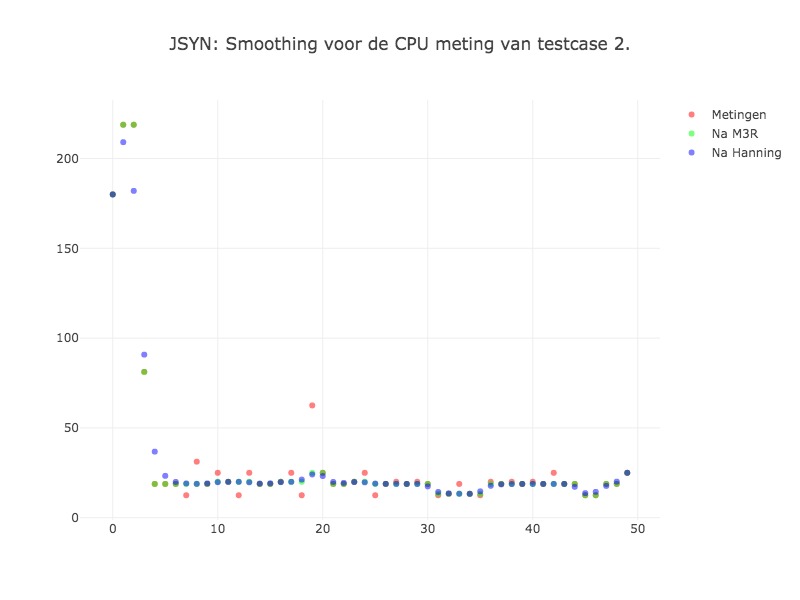 JSYN: Smoothing voor de CPU meting van testcase 2.
Metingen
Na M3R
Na Hanning
200
150
100
50
0
0 10 20 30 40 50